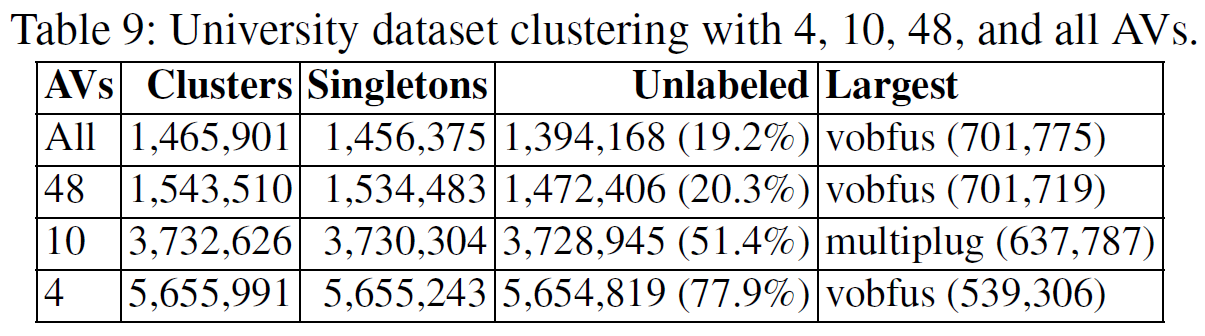 Table 9: University dataset clustering with 4, 10, 48, and all AVs.
AVs Clusters Singletons Unlabeled Largest
All 1,465,901 1,456,375 1,394,168 (19.2%) vobfus (701,775)
48 1,543,510 1,534,483 1,472,406 (20.3%) vobfus (701,719)
10 3,732,626 3,730,304 3,728,945 (51.4%) multiplug (637,787)
4 5,655,991 5,655,243 5,654,819 (77.9%) vobfus (539,306)